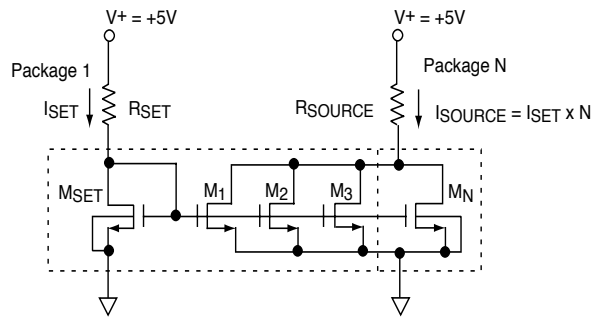 V+ = +5V
V+ = +5V
Package 1
Package N
ISET
RSET
RSOURCE
ISOURCE = ISET x N
MSET
M1
M2
M3
MN